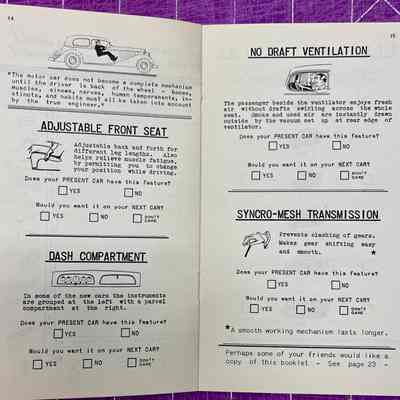 14
"The motor car does not become a complete mechanism
until the driver is back of the wheel - bones,
muscles, sinews, nerves, human temperaments, in-
stincts, and habits must all be taken into account
by the true engineer."
ADJUSTABLE FRONT SEAT
Adjustable back and forth for
different leg lengths. Also
helps relieve muscle fatigue,
by permitting you to change
your position while driving.
Does your PRESENT CAR have this feature?
YES NO
Would you want it on your NEXT CAR?
YES NO DON'T CARE
DASH COMPARTMENT
In some of the new cars the instruments
are grouped at the left with a parcel
compartment at the right.
Does your PRESENT CAR have this feature?
YES NO
Would you want it on your NEXT CAR?
YES NO DON'T CARE
15
NO DRAFT VENTILATION
The passenger beside the ventilator enjoys fresh
air without drafts swirling across the whole
seat. Smoke and used air are instantly drawn
outside by the vacuum set up at rear edge of
ventilator.
Does your PRESENT CAR have this feature?
YES NO
Would you want it on your NEXT CAR?
YES NO DON'T CARE
SYNCRO-MESH TRANSMISSION
Prevents clashing of gears.
Makes gear shifting easy
and smooth. *
Does your PRESENT CAR have this feature?
YES NO
Would you want it on your NEXT CAR?
YES NO DON'T CARE
*A smooth working mechanism lasts longer.
Perhaps some of your friends would like a
copy of this booklet - See page 23 -